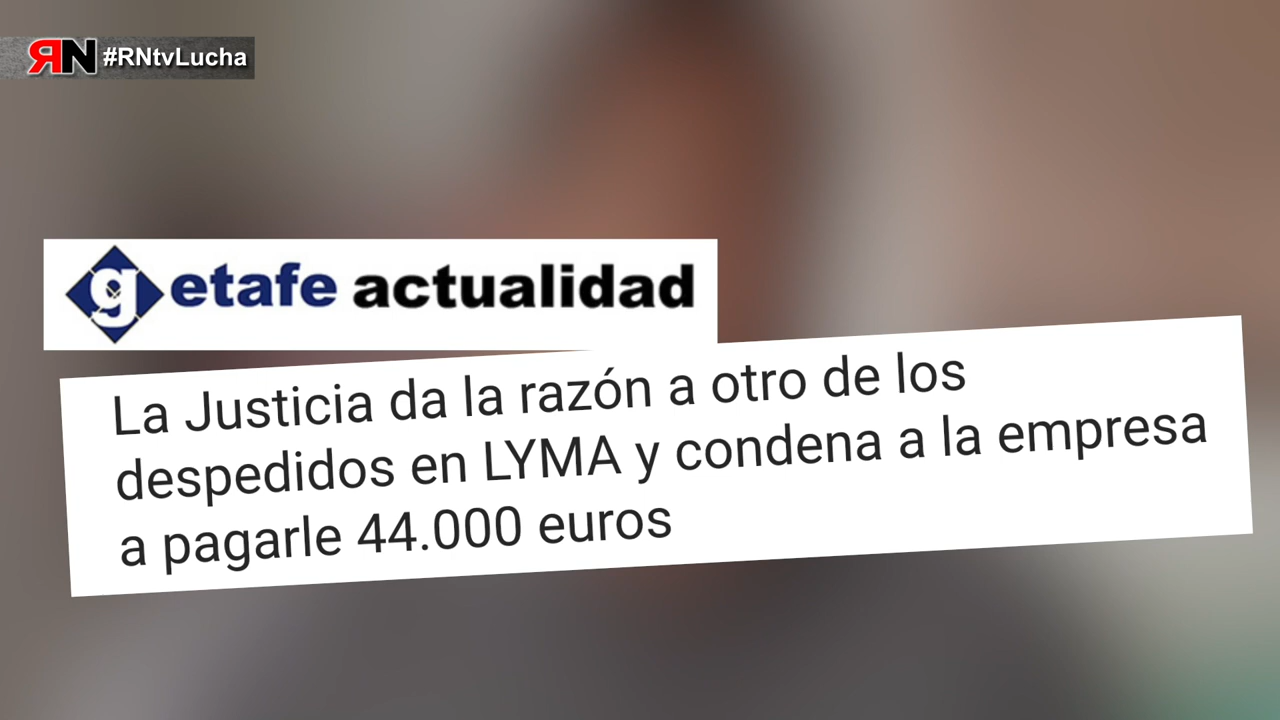 RN #RNtvLucha
getafe actualidad
La Justicia da la razón a otro de los
despedidos en LYMA y condena a la empresa
a pagarle 44.000 euros